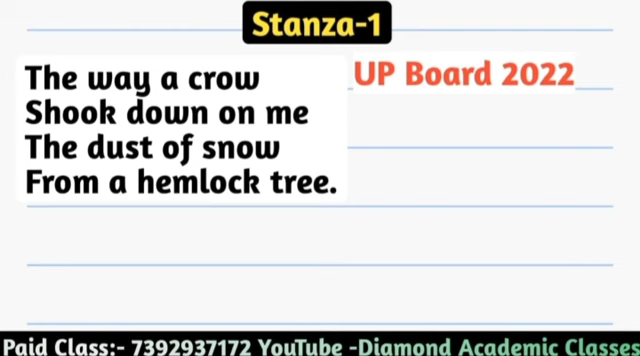 Stanza-1
The way a crow
Shook down on me
The dust of snow
From a hemlock tree.
UP Board 2022
Paid Class:- 7392937172 YouTube -Diamond Academic Classes